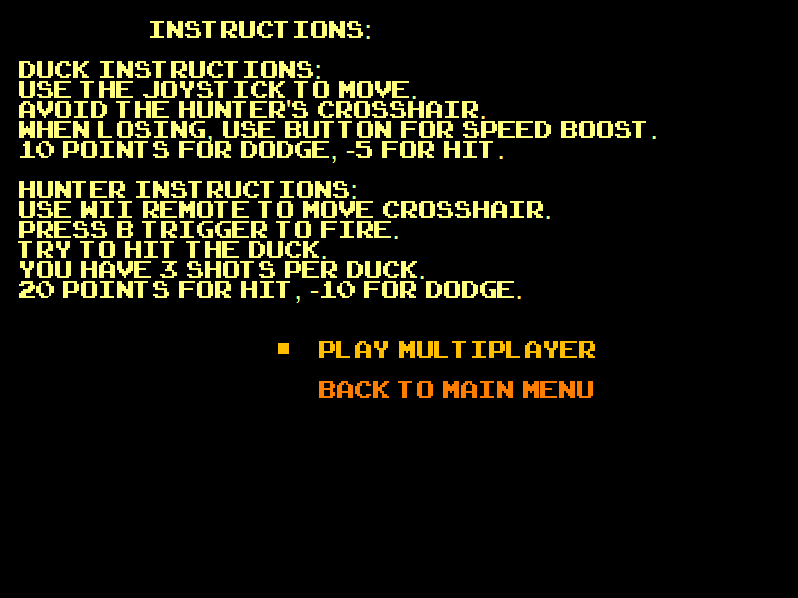 INSTRUCTIONS:
DUCK INSTRUCTIONS:
USE THE JOYSTICK TO MOVE.
AVOID THE HUNTER'S CROSSHAIR.
WHEN LOSING, USE BUTTON FOR SPEED BOOST.
10 POINTS FOR DODGE, -5 FOR HIT.
HUNTER INSTRUCTIONS:
USE WII REMOTE TO MOVE CROSSHAIR.
PRESS B TRIGGER TO FIRE.
TRY TO HIT THE DUCK.
YOU HAVE 3 SHOTS PER DUCK.
20 POINTS FOR HIT, -10 FOR DODGE.
PLAY MULTIPLAYER
BACK TO MAIN MENU